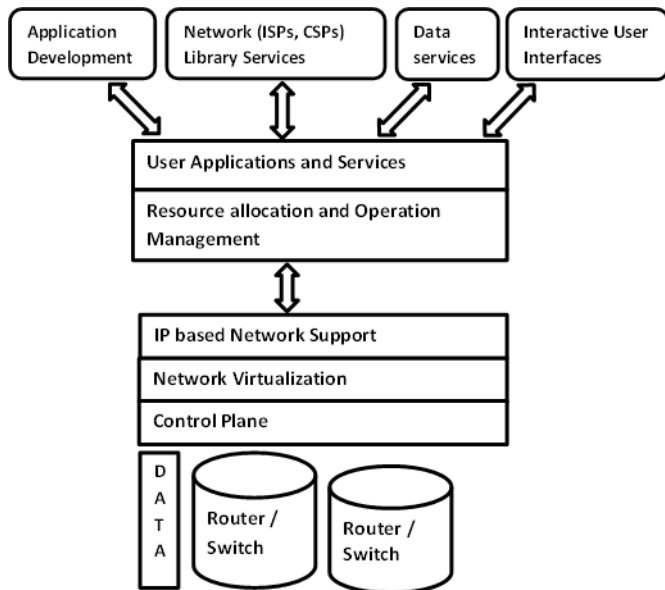 Application
Development
Network (ISPs, CSPs)
Library Services
Data
services
Interactive User
Interfaces
User Applications and Services
Resource allocation and Operation
Management
IP based Network Support
Network Virtualization
Control Plane
D
A
T
A
Router /
Switch
Router /
Switch